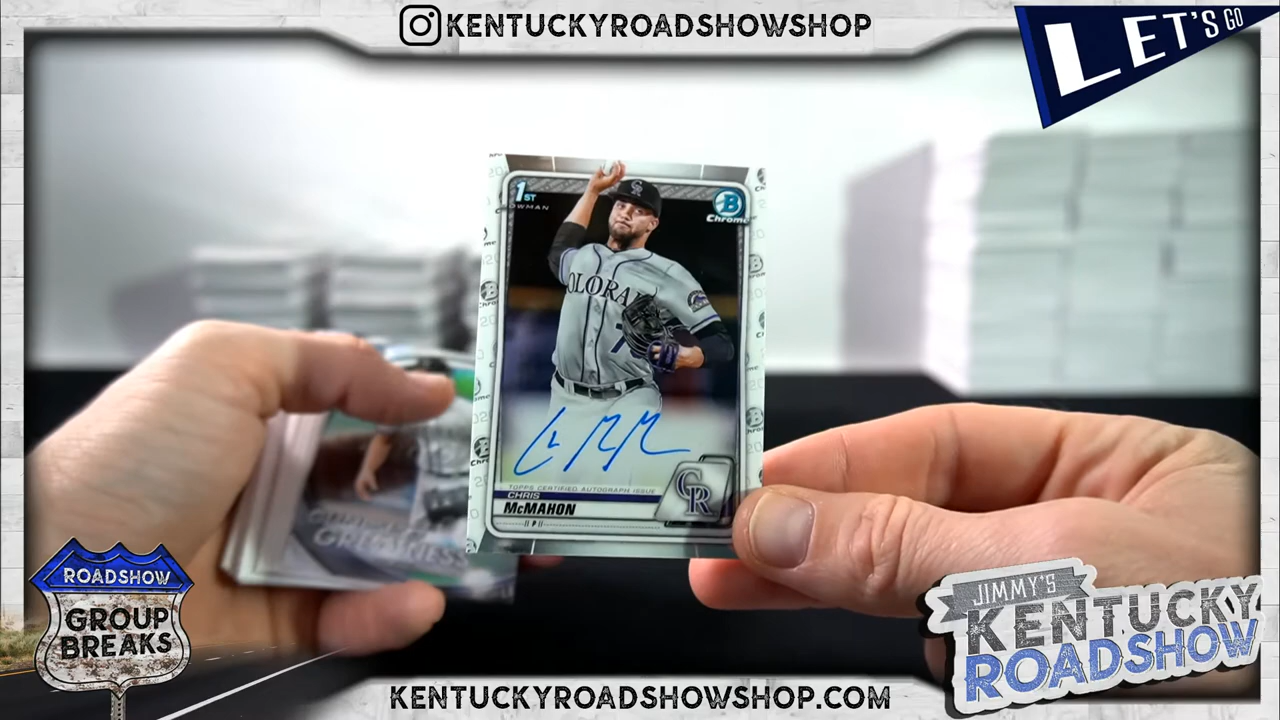 KENTUCKYROADSHOWSHOP
LET'S GO
1ST
BOWMAN
B
Chrome
COLORA
CR
TOPPS CERTIFIED AUTOGRAPH ISSUE
CHRIS
McMAHON
P
GREATNESS
ROADSHOW
GROUP
BREAKS
JIMMY'S
KENTUCKY
ROADSHOW
KENTUCKYROADSHOWSHOP.COM